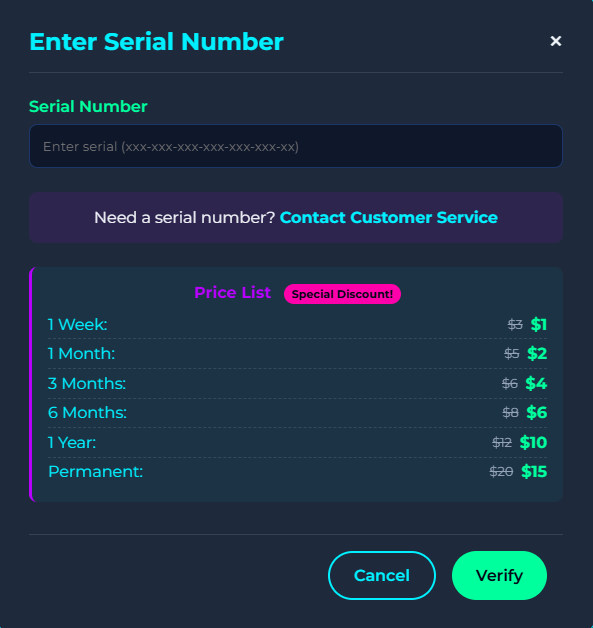 Enter Serial Number ×
Serial Number
Enter serial (xxx-xxx-xxx-xxx-xxx-xxx-xx)
Need a serial number? Contact Customer Service
Price List Special Discount!
1 Week: $3 $1
1 Month: $5 $2
3 Months: $6 $4
6 Months: $8 $6
1 Year: $12 $10
Permanent: $20 $15
Cancel Verify